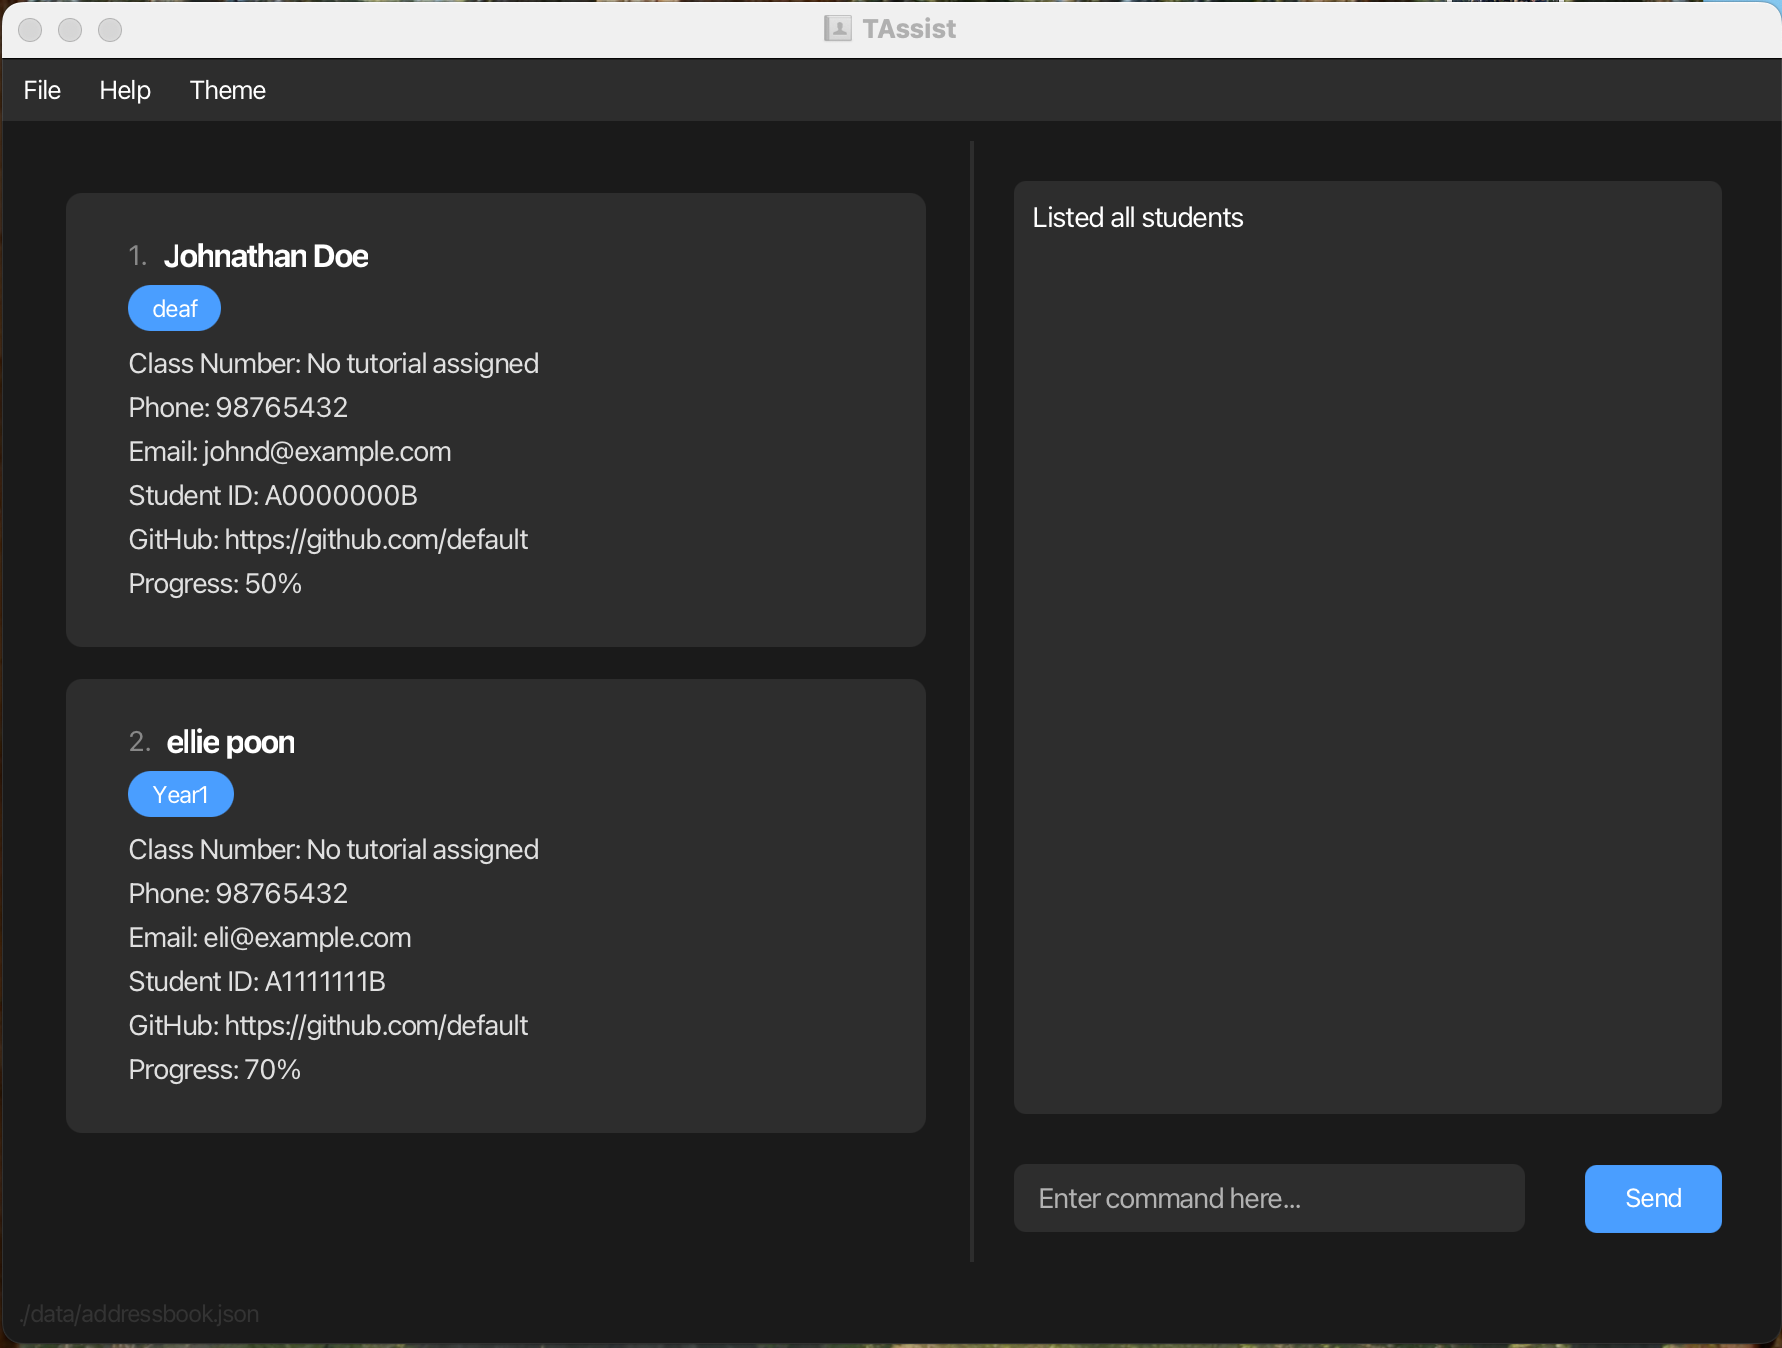 TAssist
File Help Theme
1. Johnathan Doe
deaf
Class Number: No tutorial assigned
Phone: 98765432
Email: johnd@example.com
Student ID: A0000000B
GitHub: https://github.com/default
Progress: 50%
2. ellie poon
Year1
Class Number: No tutorial assigned
Phone: 98765432
Email: eli@example.com
Student ID: A1111111B
GitHub: https://github.com/default
Progress: 70%
Listed all students
Enter command here...
Send
./data/addressbook.json